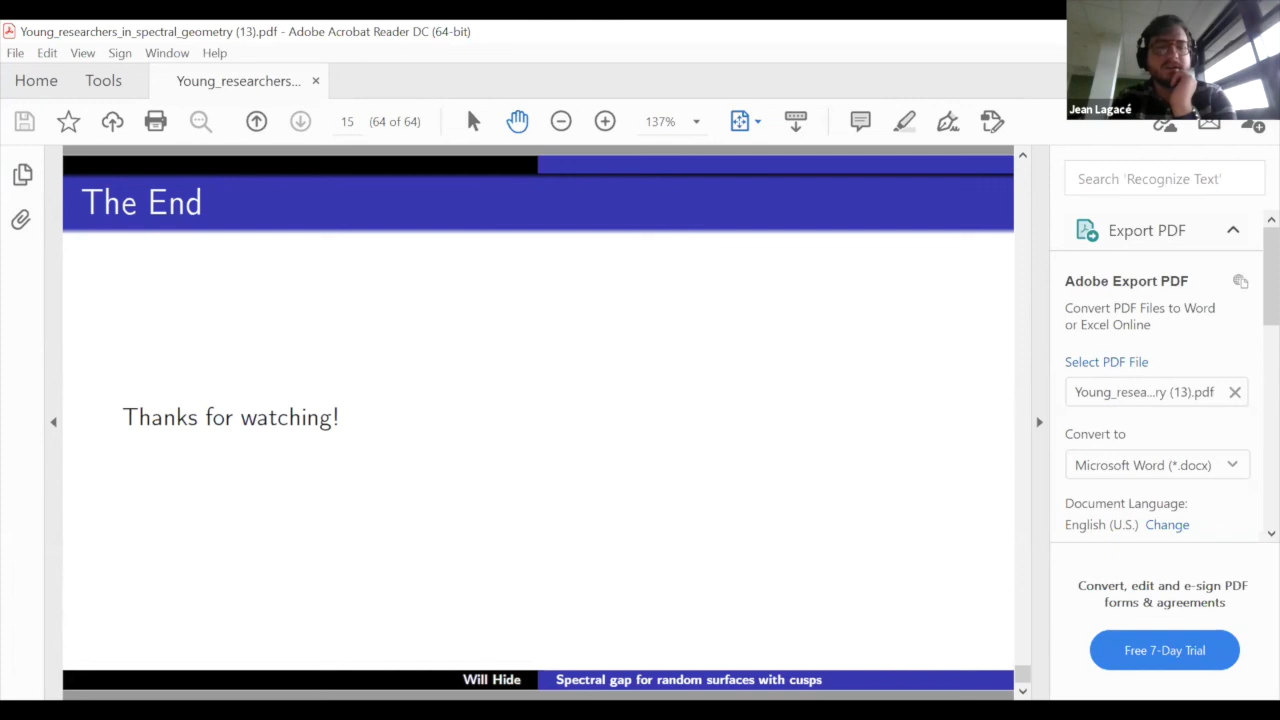 Young_researchers_in_spectral_geometry (13).pdf - Adobe Acrobat Reader DC (64-bit)
File Edit View Sign Window Help
Home Tools Young_researchers... ×
15 (64 of 64) 137%
Jean Lagacé
The End
Thanks for watching!
Will Hide Spectral gap for random surfaces with cusps
Search 'Recognize Text'
Export PDF
Adobe Export PDF
Convert PDF Files to Word
or Excel Online
Select PDF File
Young_resea...ry (13).pdf
Convert to
Microsoft Word (*.docx)
Document Language:
English (U.S.) Change
Convert, edit and e-sign PDF
forms & agreements
Free 7-Day Trial